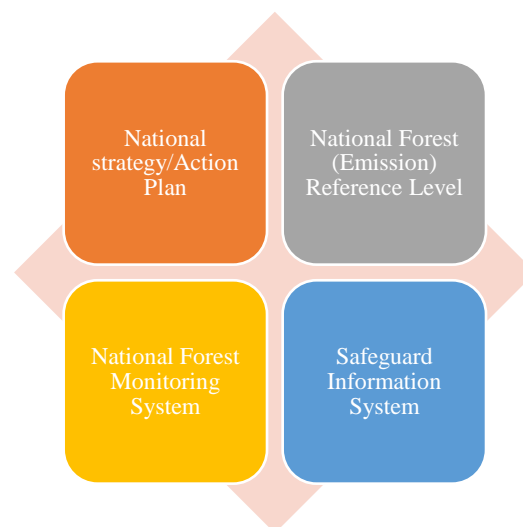 National
strategy/Action
Plan
National Forest
(Emission)
Reference Level
National Forest
Monitoring
System
Safeguard
Information
System